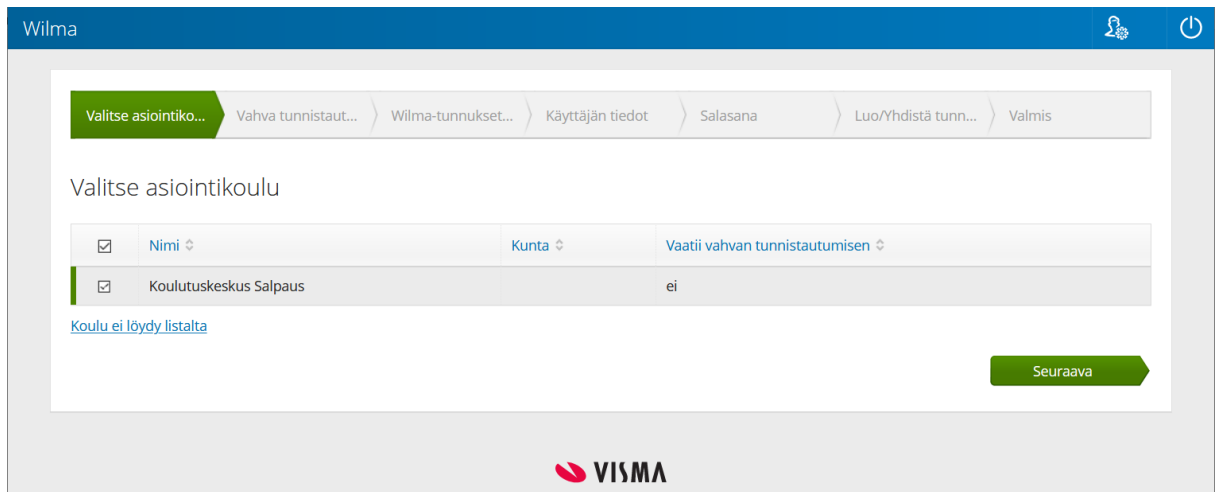 Wilma
Valitse asiointiko... Vahva tunnistaut... Wilma-tunnukset... Käyttäjän tiedot Salasana Luo/Yhdistä tunn... Valmis
Valitse asiointikoulu
Nimi Kunta Vaatii vahvan tunnistautumisen
Koulutuskeskus Salpaus ei
Koulu ei löydy listalta
Seuraava
VISMA